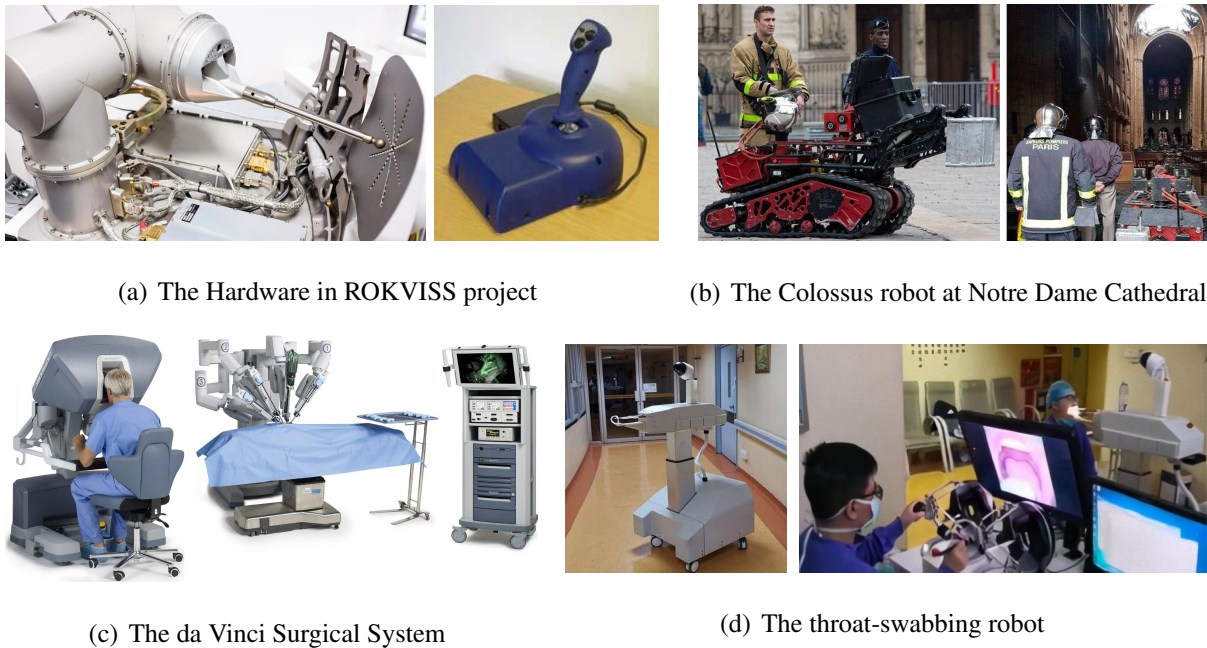 SAPEURS POMPIERS
PARIS
(a) The Hardware in ROKVISS project
(b) The Colossus robot at Notre Dame Cathedral
(c) The da Vinci Surgical System
(d) The throat-swabbing robot